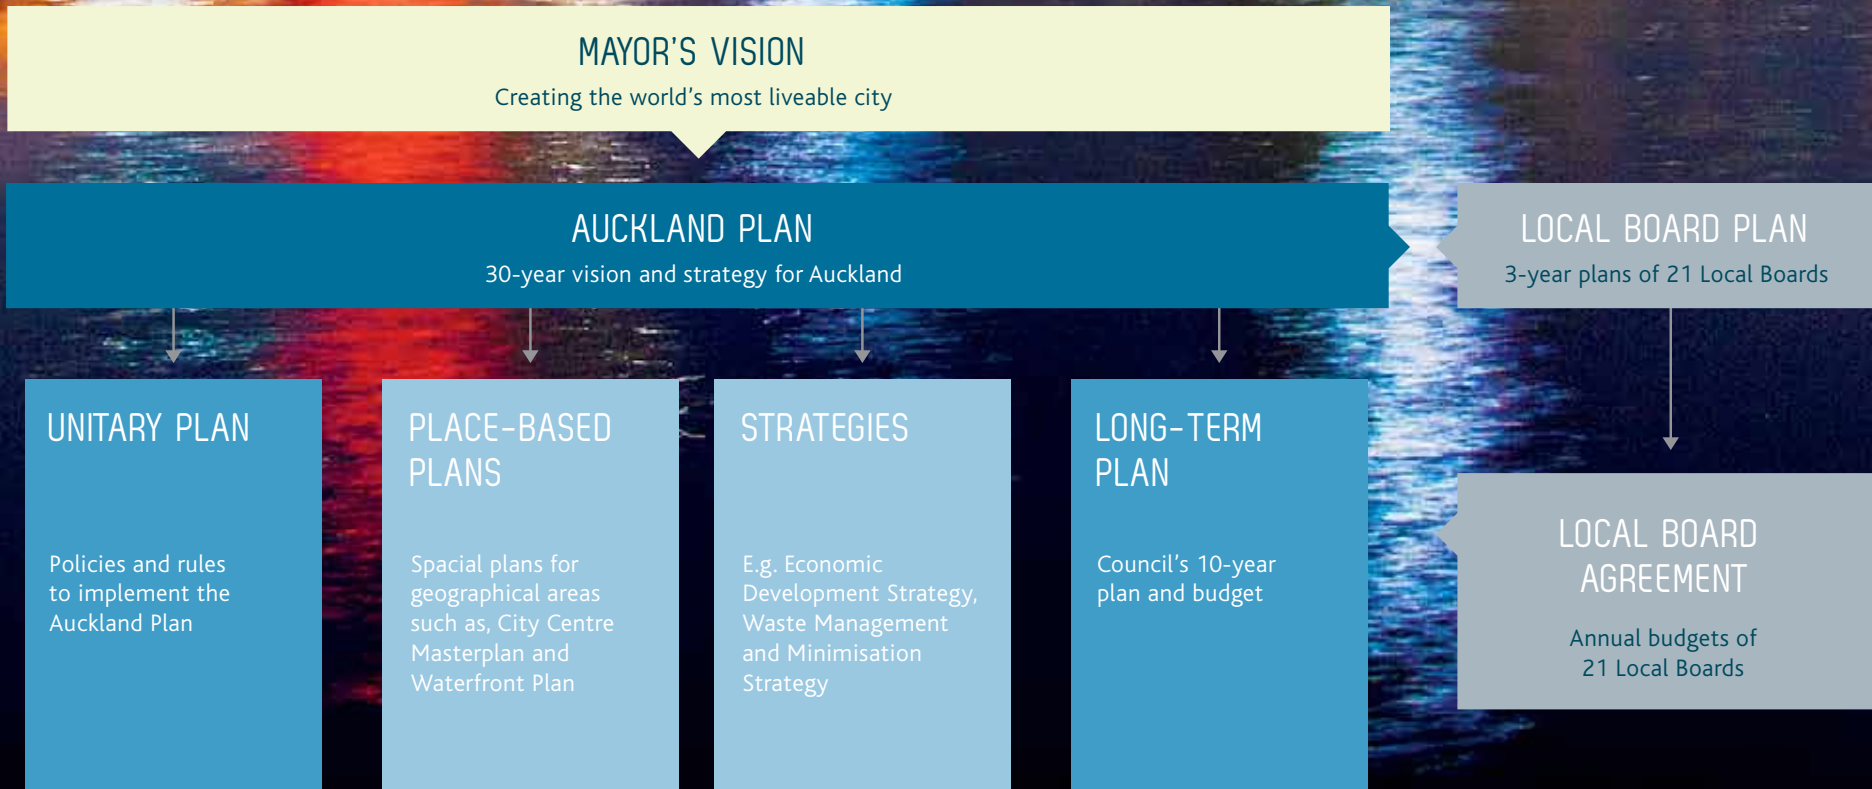 MAYOR'S VISION
Creating the world's most liveable city
AUCKLAND PLAN
30-year vision and strategy for Auckland
LOCAL BOARD PLAN
3-year plans of 21 Local Boards
UNITARY PLAN
Policies and rules
to implement the
Auckland Plan
PLACE-BASED
PLANS
Spacial plans for
geographical areas
such as, City Centre
Masterplan and
Waterfront Plan
STRATEGIES
E.g. Economic
Development Strategy,
Waste Management
and Minimisation
Strategy
LONG-TERM
PLAN
Council's 10-year
plan and budget
LOCAL BOARD
AGREEMENT
Annual budgets of
21 Local Boards